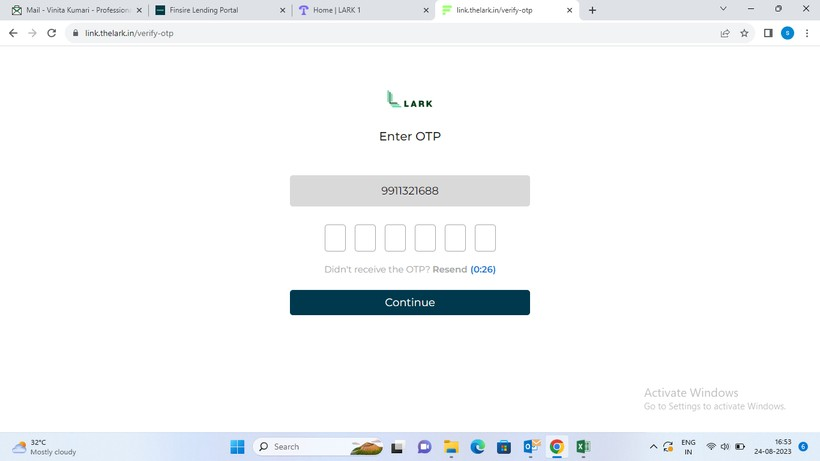 Mail - Vinita Kumari - Profession
Finsire Lending Portal
Home | LARK 1
link.thelark.in/verify-otp
link.thelark.in/verify-otp
S
LARK
Enter OTP
9911321688
Didn't receive the OTP? Resend (0:26)
Continue
Activate Windows
Go to Settings to activate Windows.
32°C
Mostly cloudy
Search
ENG
IN
16:53
24-08-2023
6